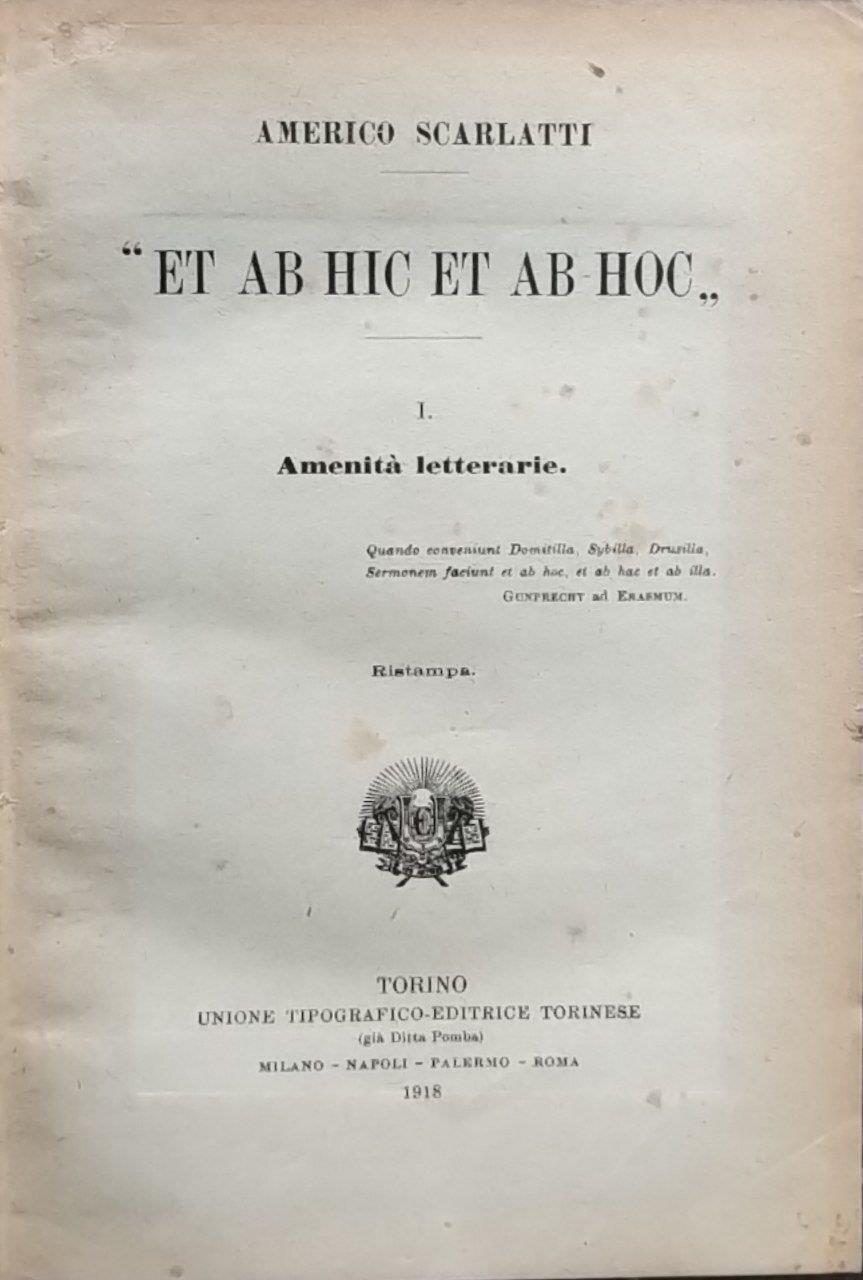 AMERICO SCARLATTI
“ ET AB HIC ET AB HOC „
I.
Amenità letterarie.
Quando conveniunt Domitilla, Sybilla, Drusilla,
Sermonem faciunt et ab hoc, et ab hac et ab illa.
GUNPRECHT ad ERASMUM.
Ristampa.
TORINO
UNIONE TIPOGRAFICO-EDITRICE TORINESE
(già Ditta Pomba)
MILANO - NAPOLI - PALERMO - ROMA
1918